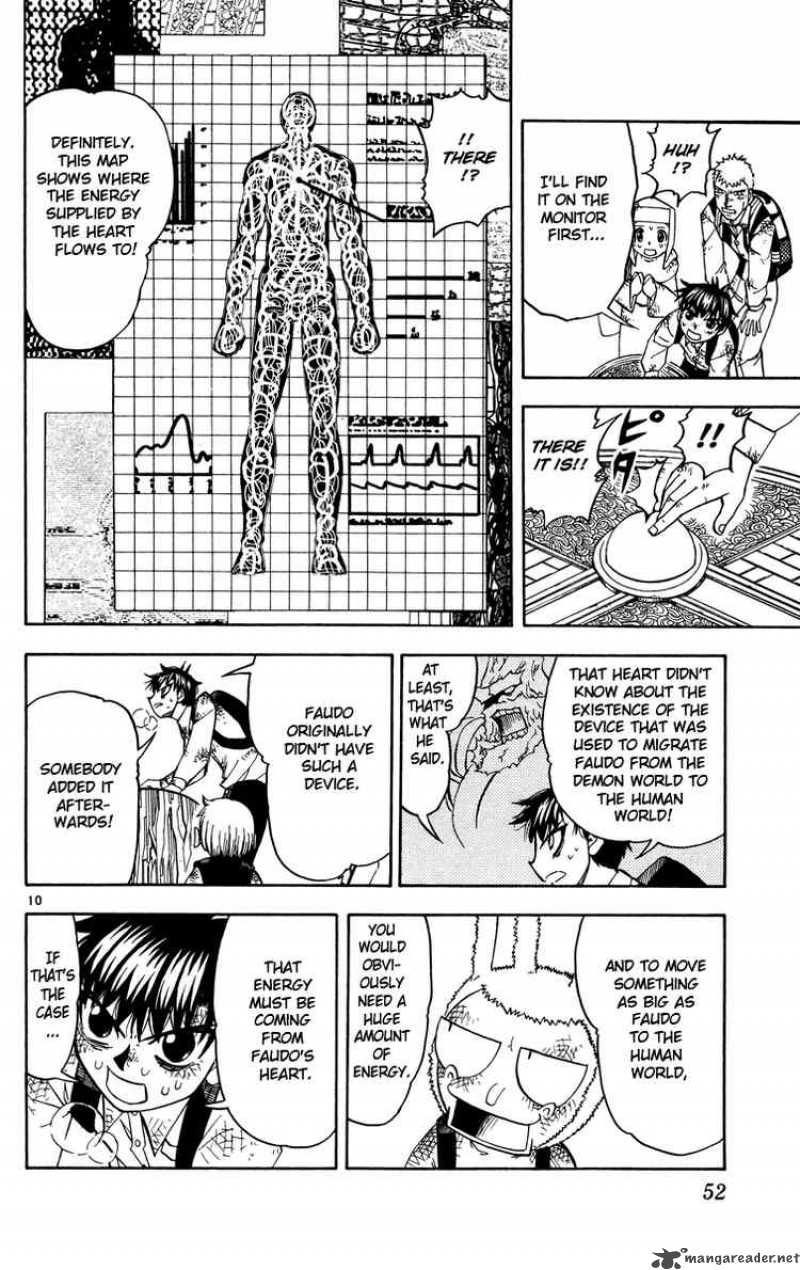 HUH
!?
I'LL FIND
IT ON THE
MONITOR
FIRST...
!!
ピタ
THERE
IT IS!!
!!
THERE
!?
DEFINITELY.
THIS MAP
SHOWS WHERE
THE ENERGY
SUPPLIED BY
THE HEART
FLOWS TO!
THAT HEART DIDN'T
KNOW ABOUT THE
EXISTENCE OF THE
DEVICE THAT WAS
USED TO MIGRATE
FAUDO FROM THE
DEMON WORLD TO
THE HUMAN
WORLD!
AT
LEAST,
THAT'S
WHAT
HE
SAID.
FAUDO
ORIGINALLY
DIDN'T HAVE
SUCH A
DEVICE.
SOMEBODY
ADDED IT
AFTER-
WARDS!
10
AND TO MOVE
SOMETHING
AS BIG AS
FAUDO
TO THE
HUMAN
WORLD,
YOU
WOULD
OBVI-
OUSLY
NEED A
HUGE
AMOUNT
OF
ENERGY.
THAT
ENERGY
MUST BE
COMING
FROM
FAUDO'S
HEART.
IF
THAT'S
THE
CASE
...
52
mangareader.net